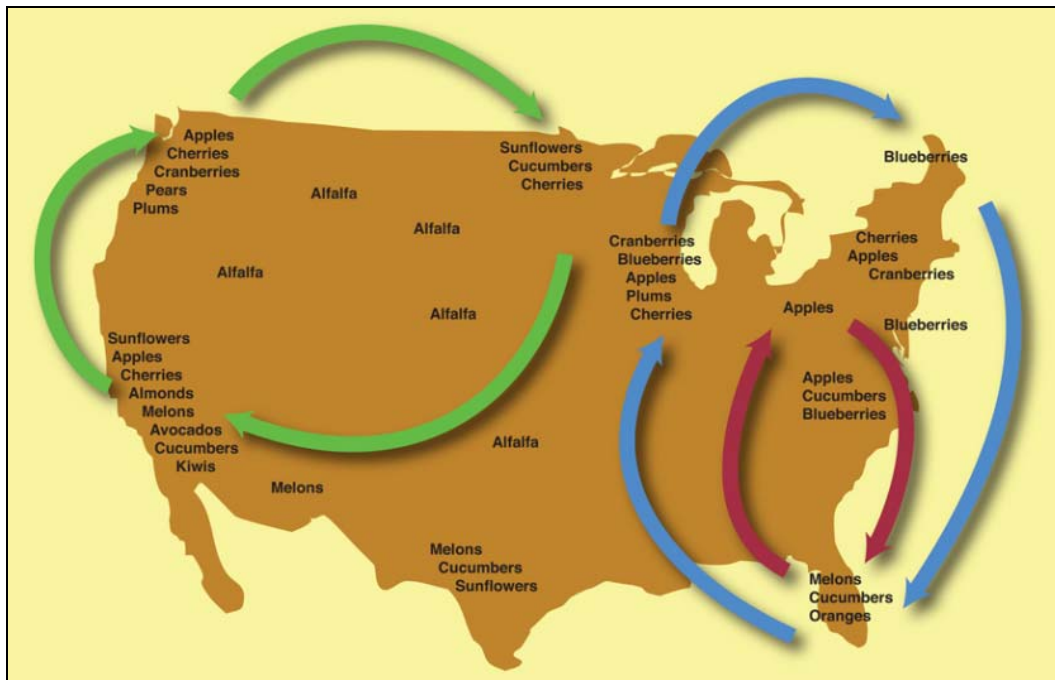 Apples
Cherries
Cranberries
Pears
Plums
Alfalfa
Alfalfa
Alfalfa
Alfalfa
Alfalfa
Sunflowers
Cucumbers
Cherries
Sunflowers
Apples
Cherries
Almonds
Melons
Avocados
Cucumbers
Kiwis
Melons
Melons
Cucumbers
Sunflowers
Cranberries
Blueberries
Apples
Plums
Cherries
Blueberries
Cherries
Apples
Cranberries
Apples
Blueberries
Apples
Cucumbers
Blueberries
Melons
Cucumbers
Oranges